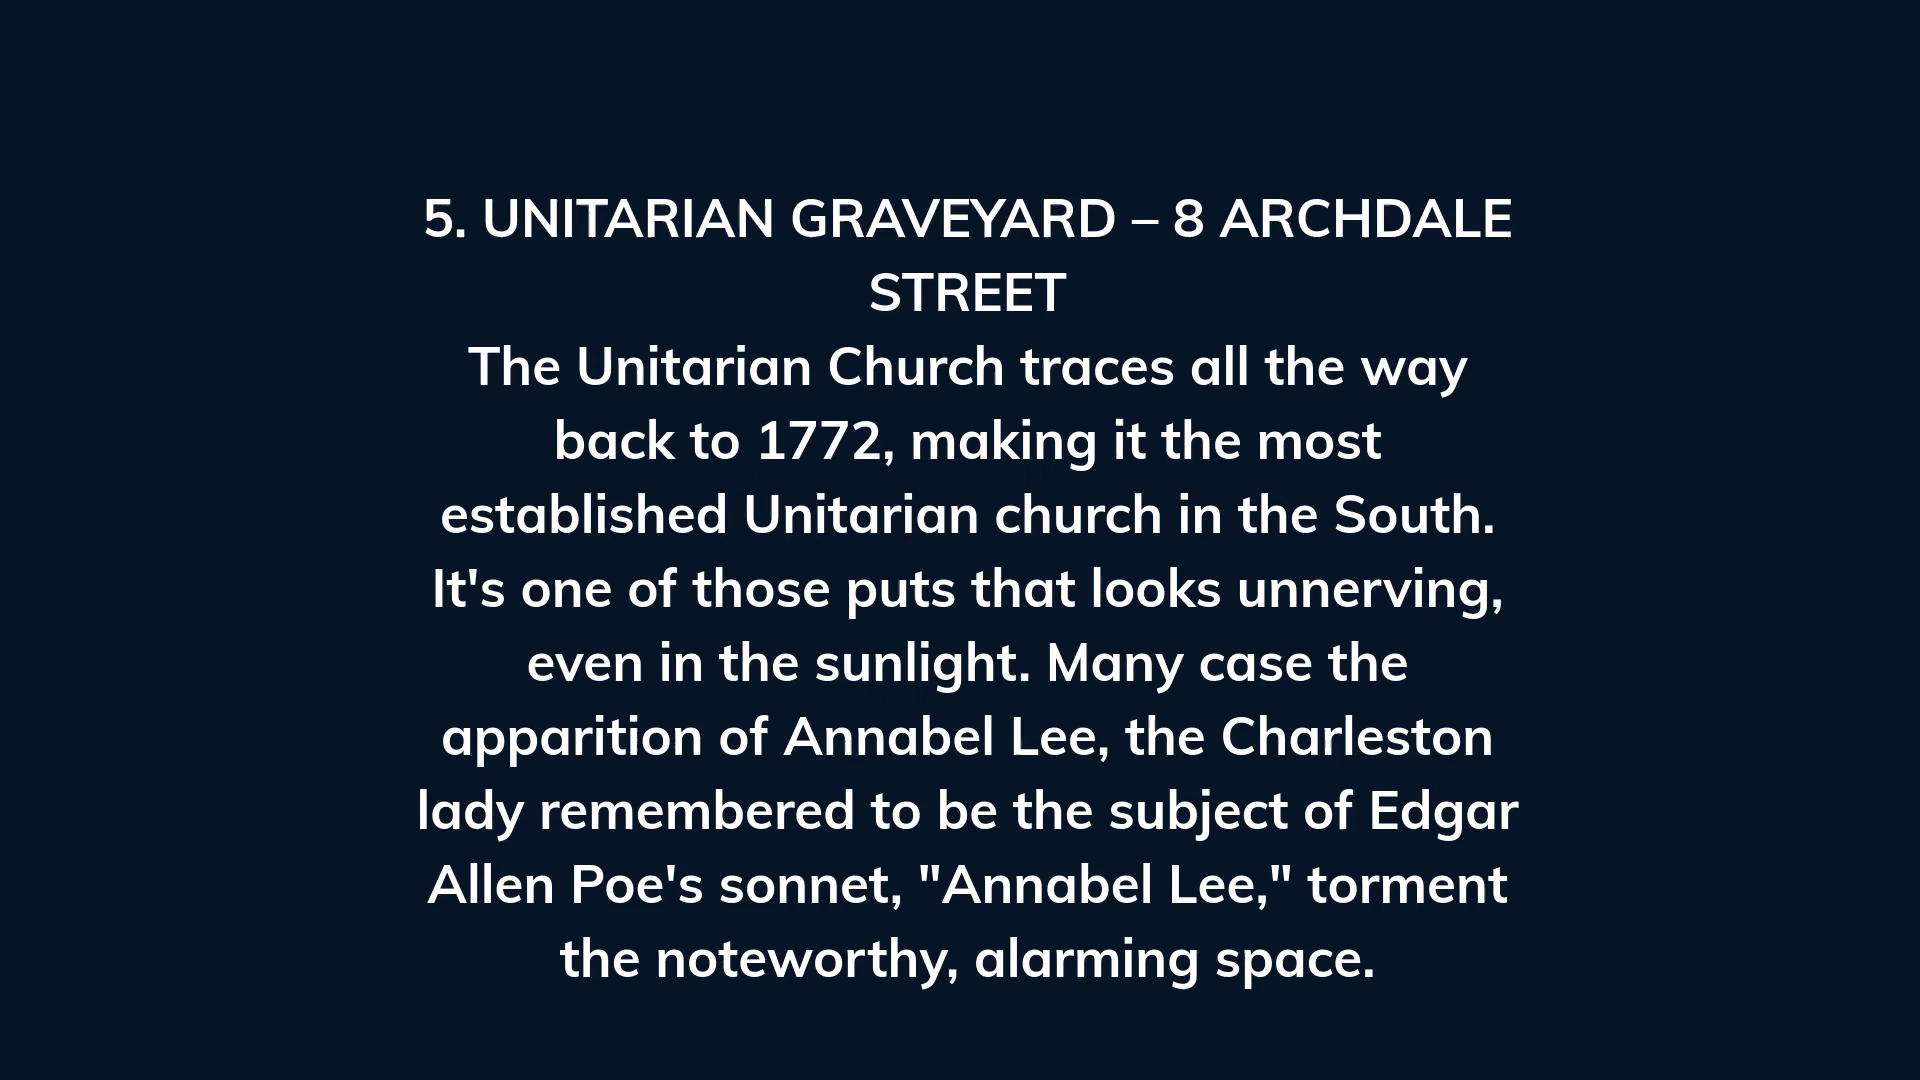 5. UNITARIAN GRAVEYARD – 8 ARCHDALE
STREET
The Unitarian Church traces all the way
back to 1772, making it the most
established Unitarian church in the South.
It's one of those puts that looks unnerving,
even in the sunlight. Many case the
apparition of Annabel Lee, the Charleston
lady remembered to be the subject of Edgar
Allen Poe's sonnet, "Annabel Lee," torment
the noteworthy, alarming space.